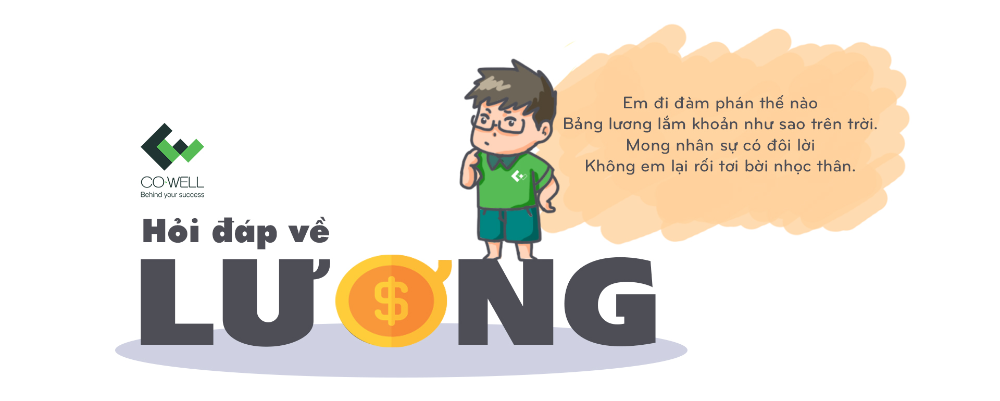 CO·WELL
Behind your success
Hỏi đáp về
LƯƠNG
Em đi đàm phán thế nào
Bảng lương lắm khoản như sao trên trời.
Mong nhân sự có đôi lời
Không em lại rối tơi bời nhọc thân.